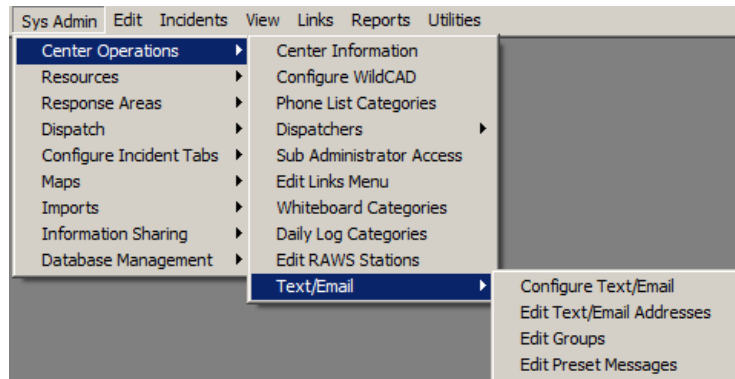 Sys Admin Edit Incidents View Links Reports Utilities
Center Operations
Resources
Response Areas
Dispatch
Configure Incident Tabs
Maps
Imports
Information Sharing
Database Management
Center Information
Configure WildCAD
Phone List Categories
Dispatchers
Sub Administrator Access
Edit Links Menu
Whiteboard Categories
Daily Log Categories
Edit RAWS Stations
Text/Email
Configure Text/Email
Edit Text/Email Addresses
Edit Groups
Edit Preset Messages